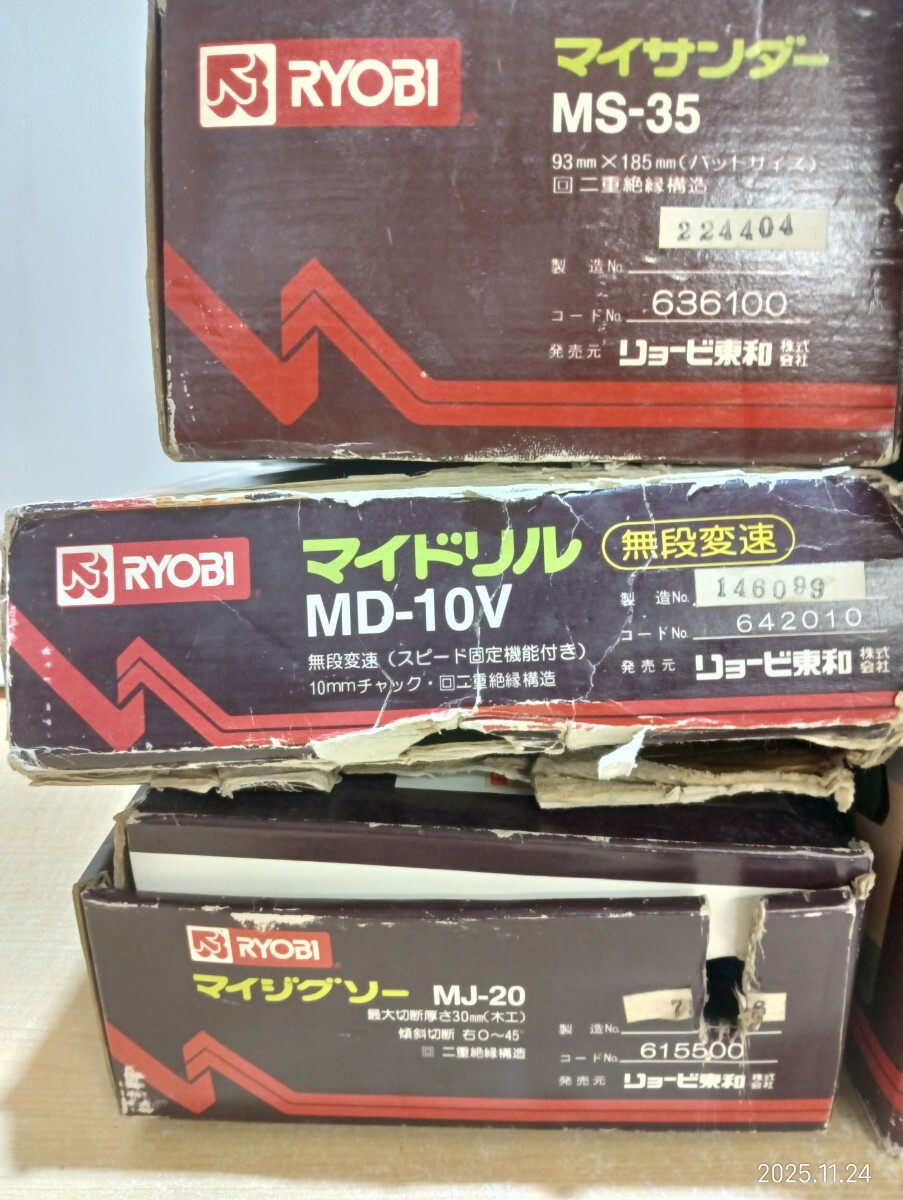 RYOBI
マイサンダー
MS-35
93mm×185mm(パットサイズ)
回 二重絶縁構造
224404
製 造No.
コードNo. 636100
発売元 リョービ東和 株式会社
RYOBI
マイドリル 無段変速
MD-10V
無段変速(スピード固定機能付き)
10mmチャック・回二重絶縁構造
製 造No. 146099
コードNo. 642010
発売元 リョービ東和 株式会社
RYOBI
マイジグソー MJ-20
最大切断厚さ30mm(木工)
傾斜切断 右0〜45°
回 二重絶縁構造
製 造No.
コードNo. 615500
発売元 リョービ東和 株式会社
2025.11.24